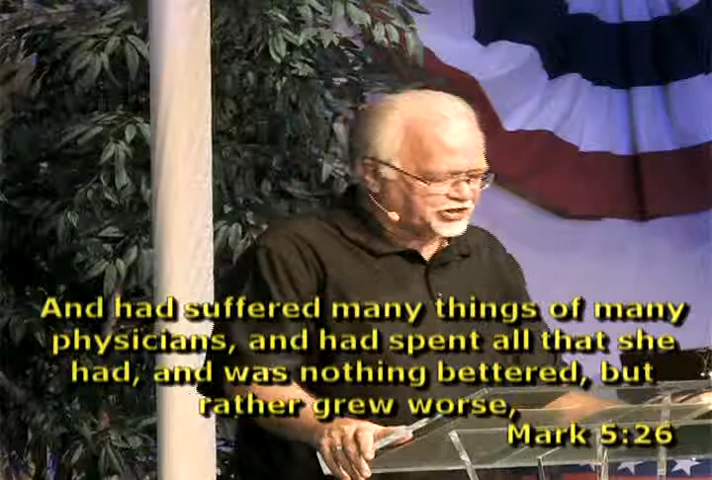 And had suffered many things of many
physicians, and had spent all that she
had, and was nothing bettered, but
rather grew worse,
Mark 5:26